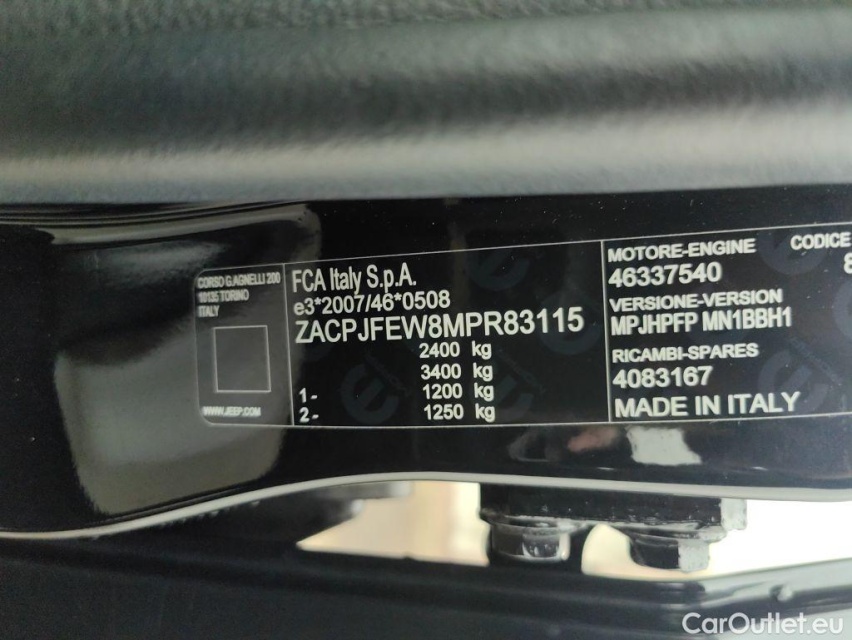 CORSO G.AGNELLI 200
10135 TORINO
ITALY
WWW.JEEP.COM
FCA Italy S.p.A.
e3*2007/46*0508
ZACPJFEW8MPR83115
2400 kg
3400 kg
1- 1200 kg
2- 1250 kg
MOTORE-ENGINE CODICE
46337540 8
VERSIONE-VERSION
MPJHPFP MN1BBH1
RICAMBI-SPARES
4083167
MADE IN ITALY
CarOutlet.eu